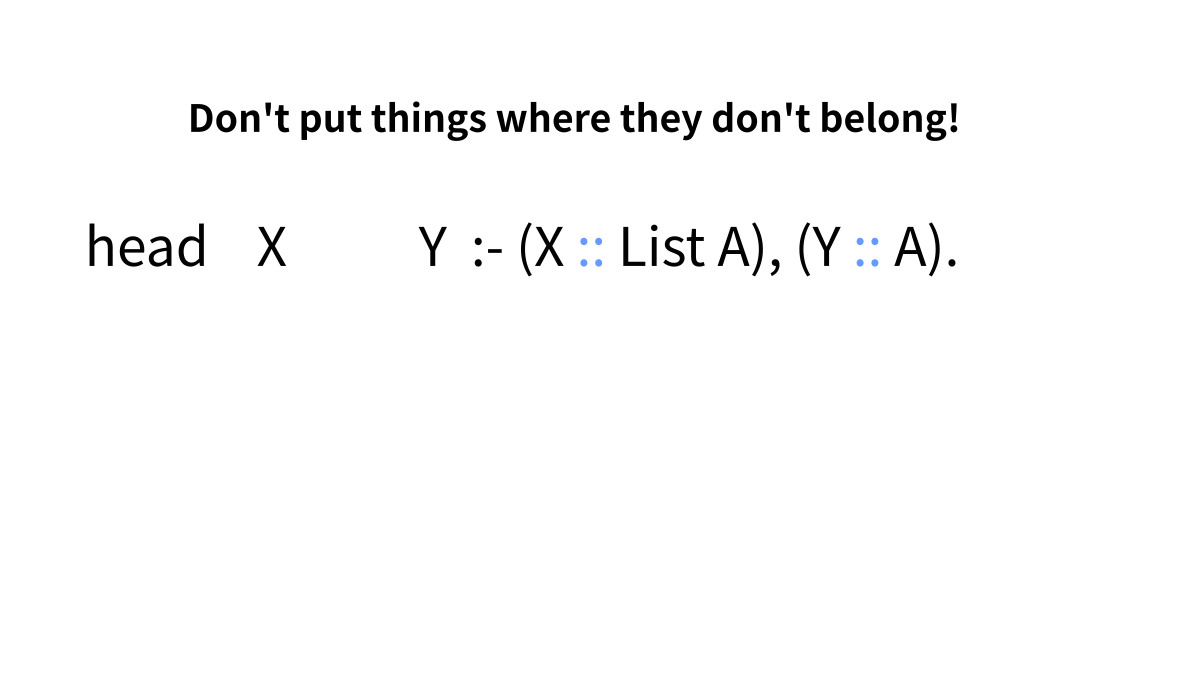 Don't put things where they don't belong!
head X Y :- (X :: List A), (Y :: A).